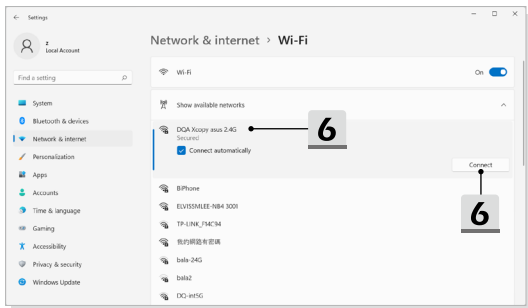 Settings
z
Local Account
Find a setting
System
Bluetooth & devices
Network & internet
Personalization
Apps
Accounts
Time & language
Gaming
Accessibility
Privacy & security
Windows Update
Network & internet > Wi-Fi
Wi-Fi
On
Show available networks
DQA Xcopy asus 2.4G
Secured
Connect automatically
6
Connect
6
BiPhone
ELVISSMLEE-NB4 3001
TP-LINK_F14C94
我的網路有密碼
bala-24G
bala2
DQ-int5G